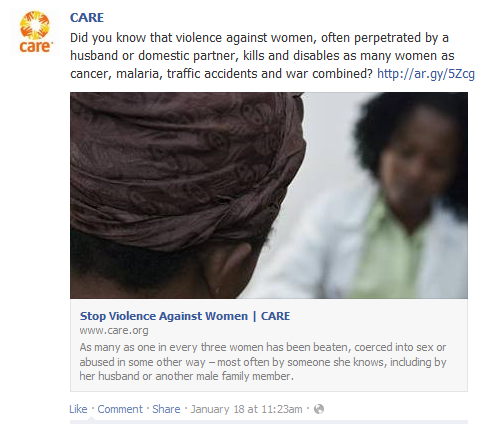 care
CARE
Did you know that violence against women, often perpetrated by a
husband or domestic partner, kills and disables as many women as
cancer, malaria, traffic accidents and war combined? http://ar.gy/5Zcg
Stop Violence Against Women | CARE
www.care.org
As many as one in every three women has been beaten, coerced into sex or
abused in some other way – most often by someone she knows, including by
her husband or another male family member.
Like · Comment · Share · January 18 at 11:23am ·